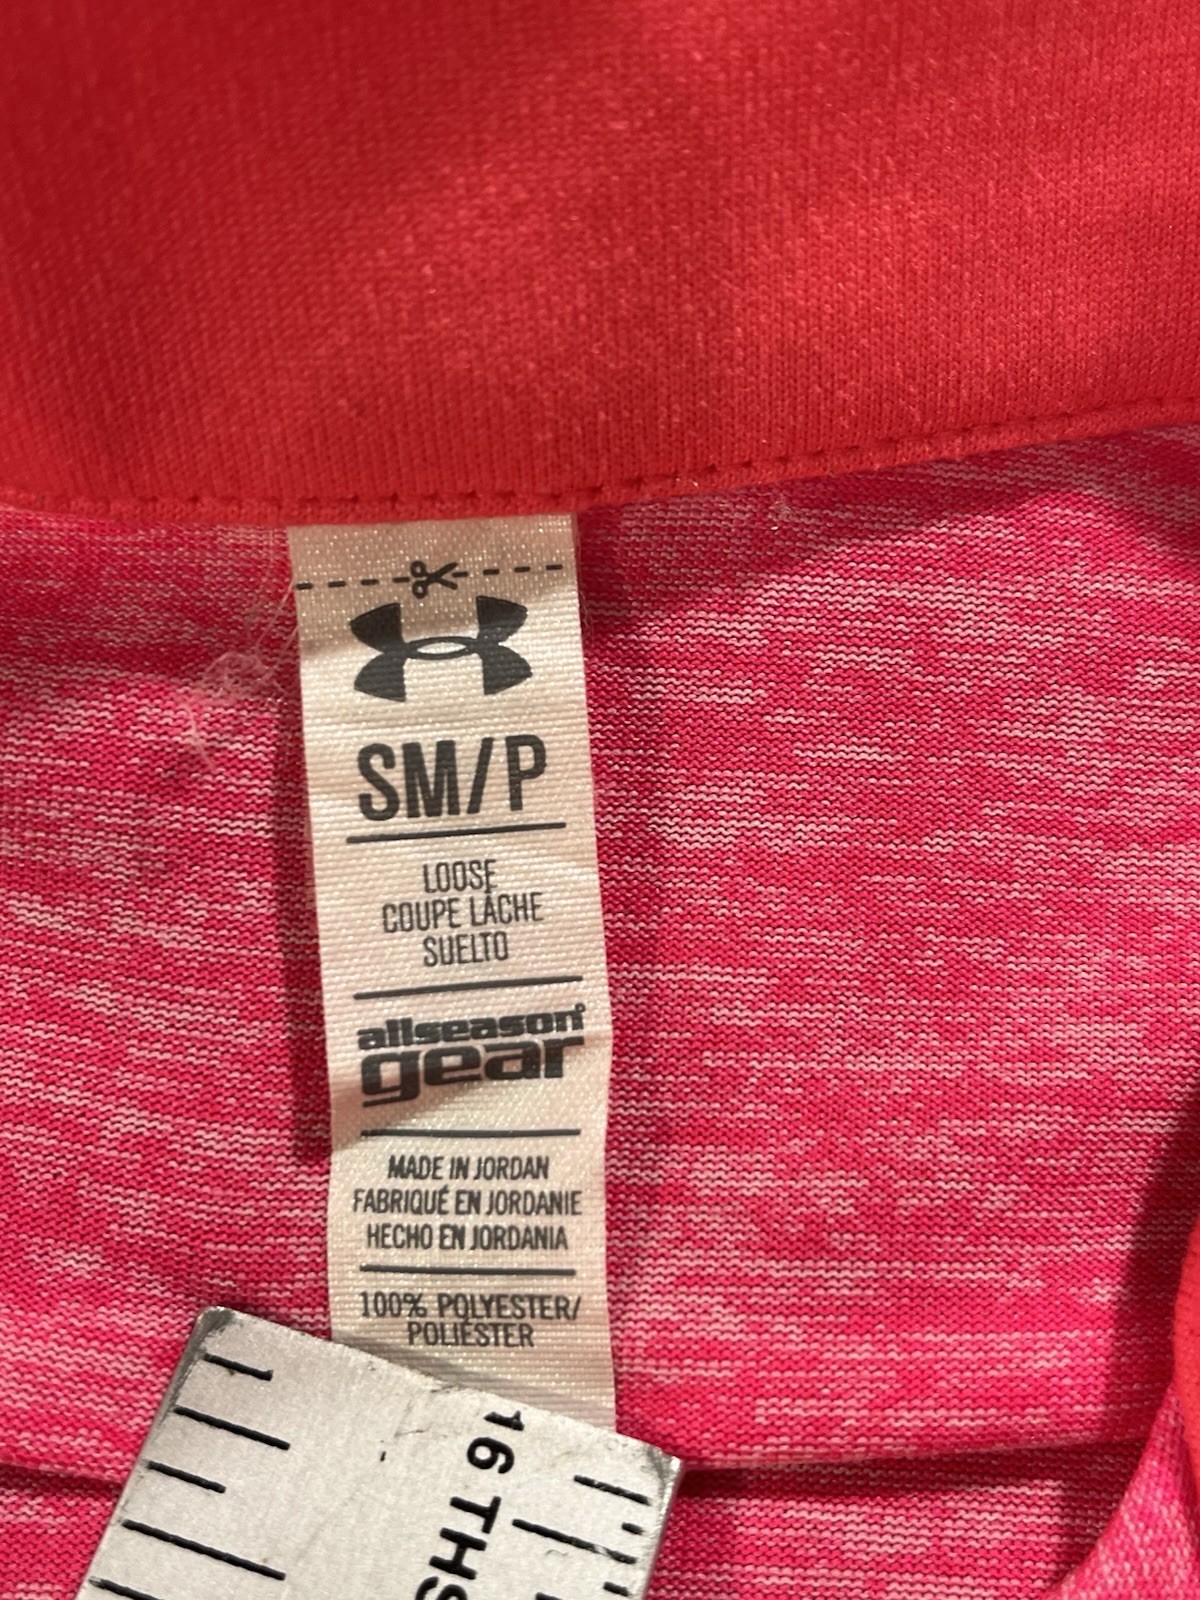 SM/P
LOOSE
COUPE LÂCHE
SUELTO
allseason
gear
MADE IN JORDAN
FABRIQUÉ EN JORDANIE
HECHO EN JORDANIA
100% POLYESTER/
POLIÉSTER
16 THS